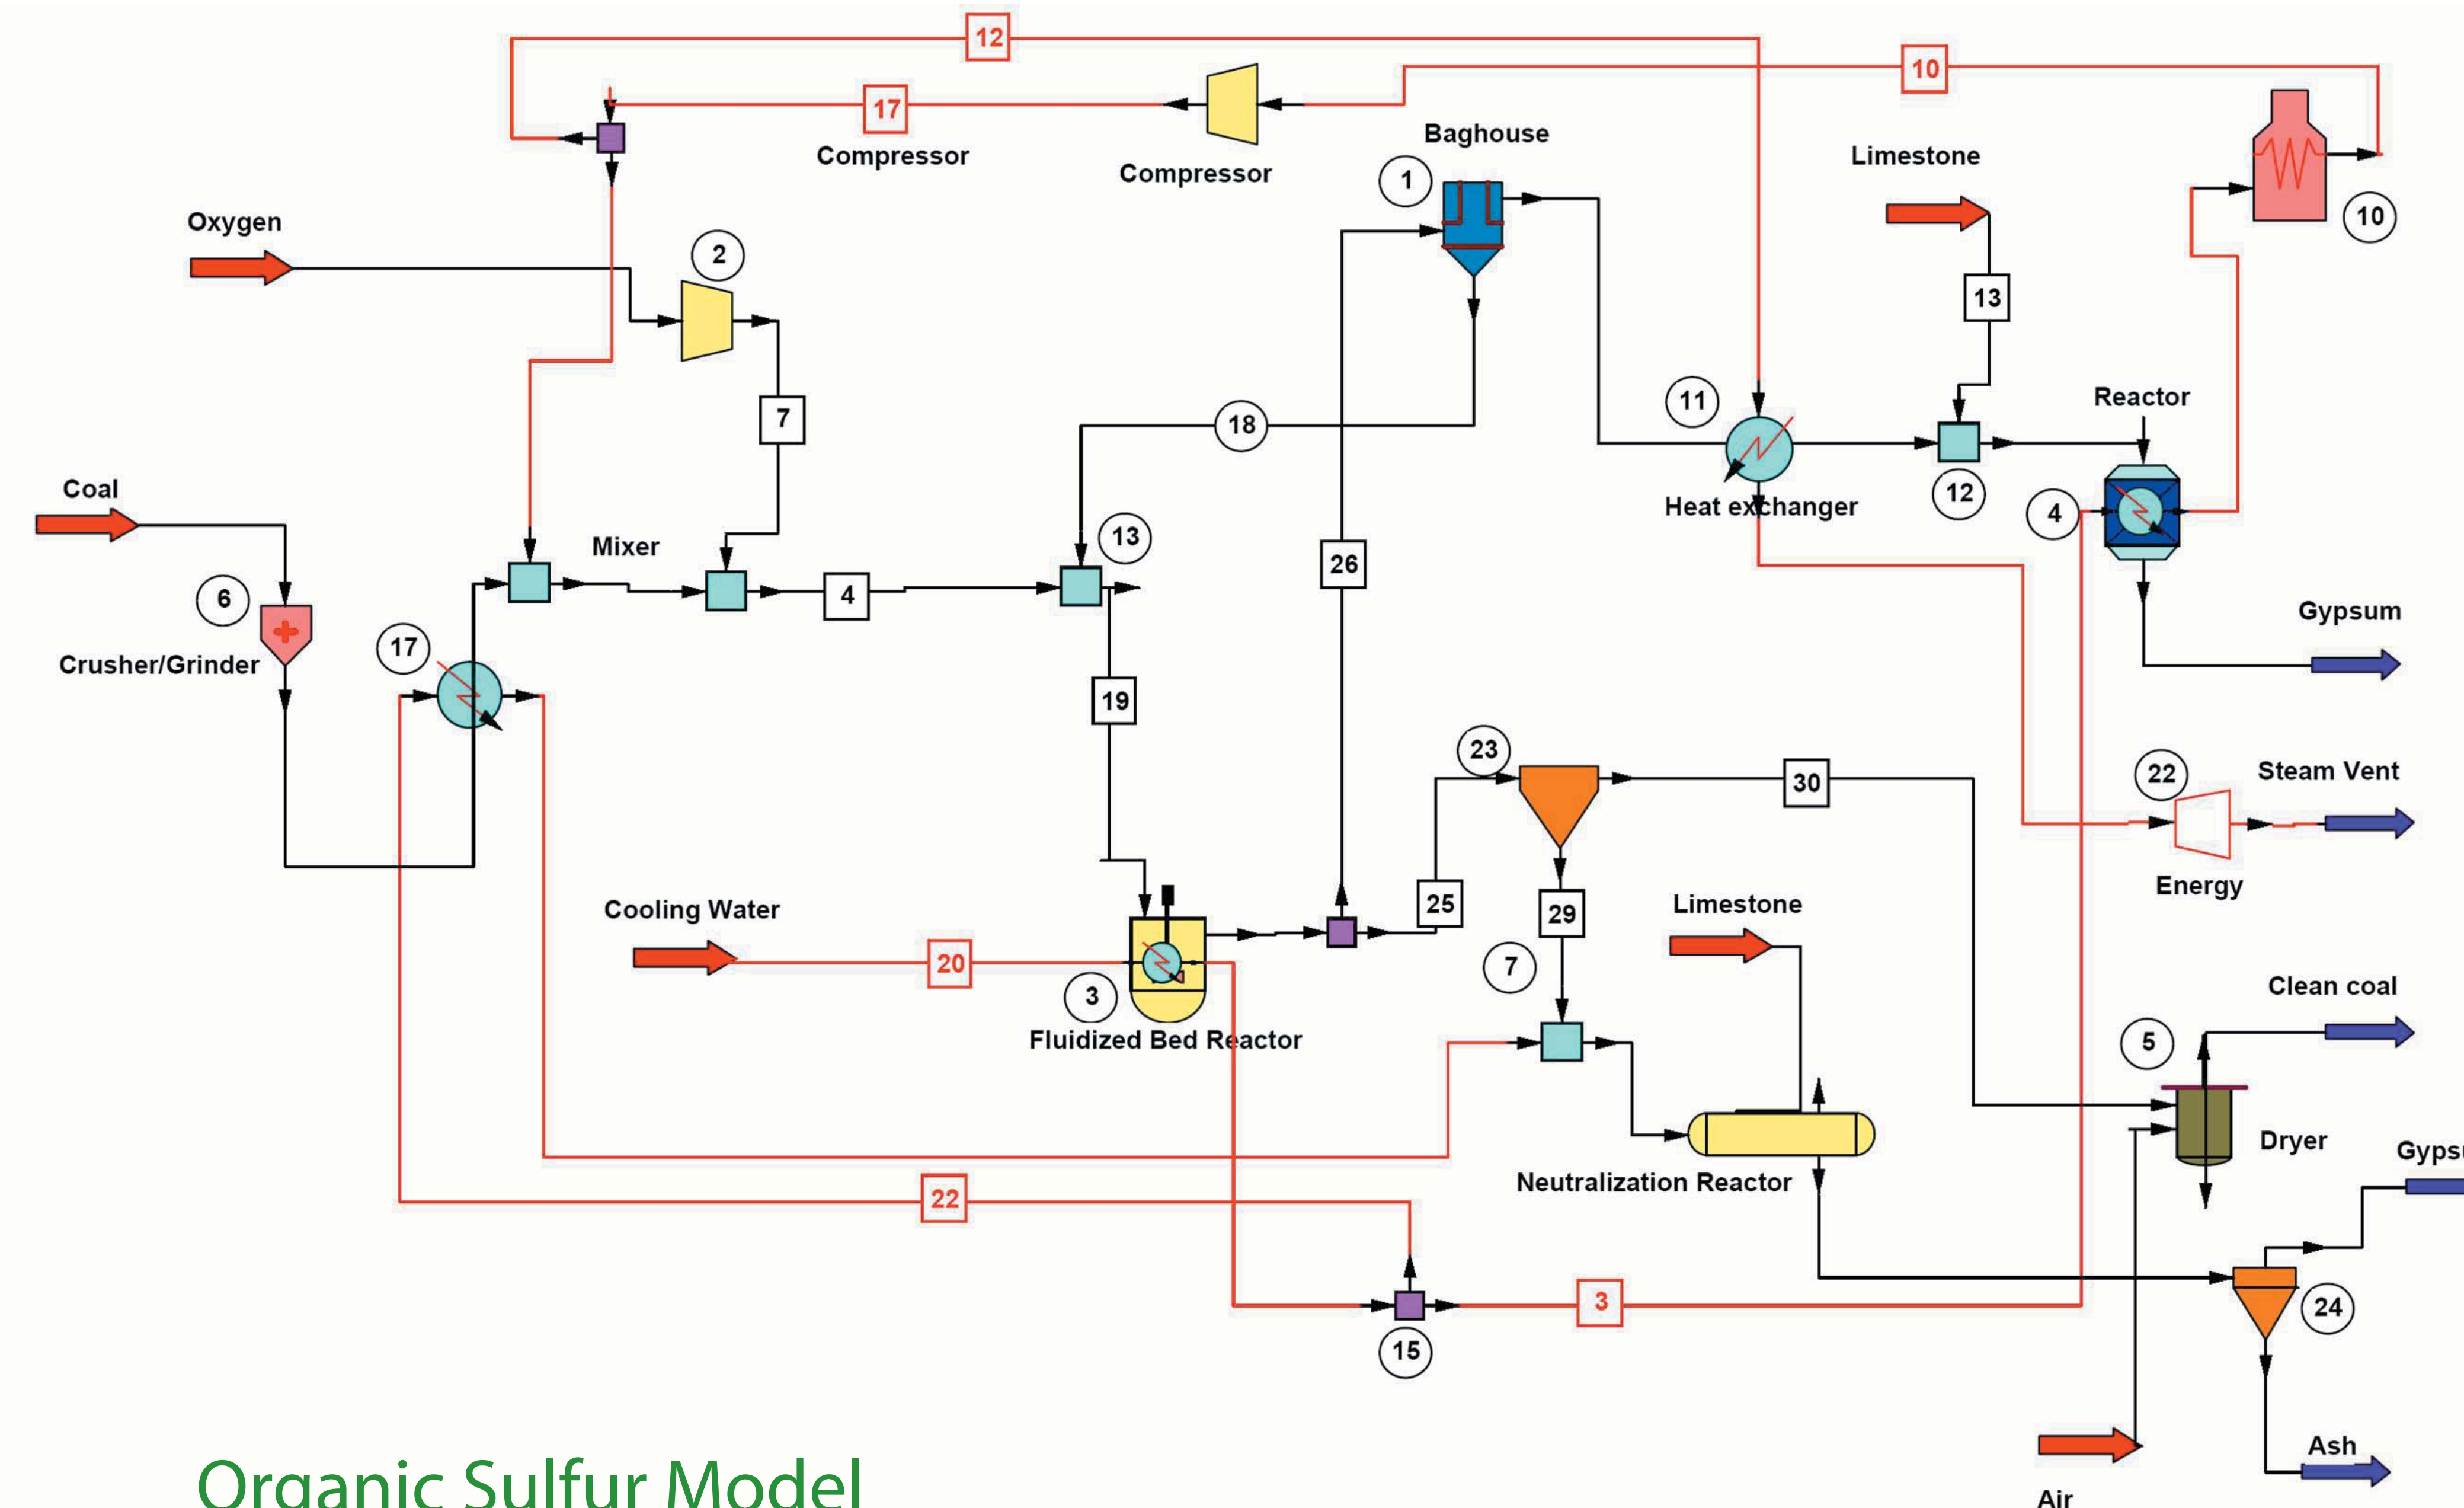 12
10
17
Compressor
Compressor
Baghouse
1
Limestone
10
Oxygen
2
13
7
11
Reactor
18
12
Heat exchanger
4
Coal
Mixer
13
4
26
6
Crusher/Grinder
17
Gypsum
19
23
30
22
Steam Vent
Energy
Cooling Water
25
29
Limestone
20
7
3
Fluidized Bed Reactor
Clean coal
5
Dryer
Gyps
Neutralization Reactor
22
3
24
15
Ash
Air
Organic Sulfur Model